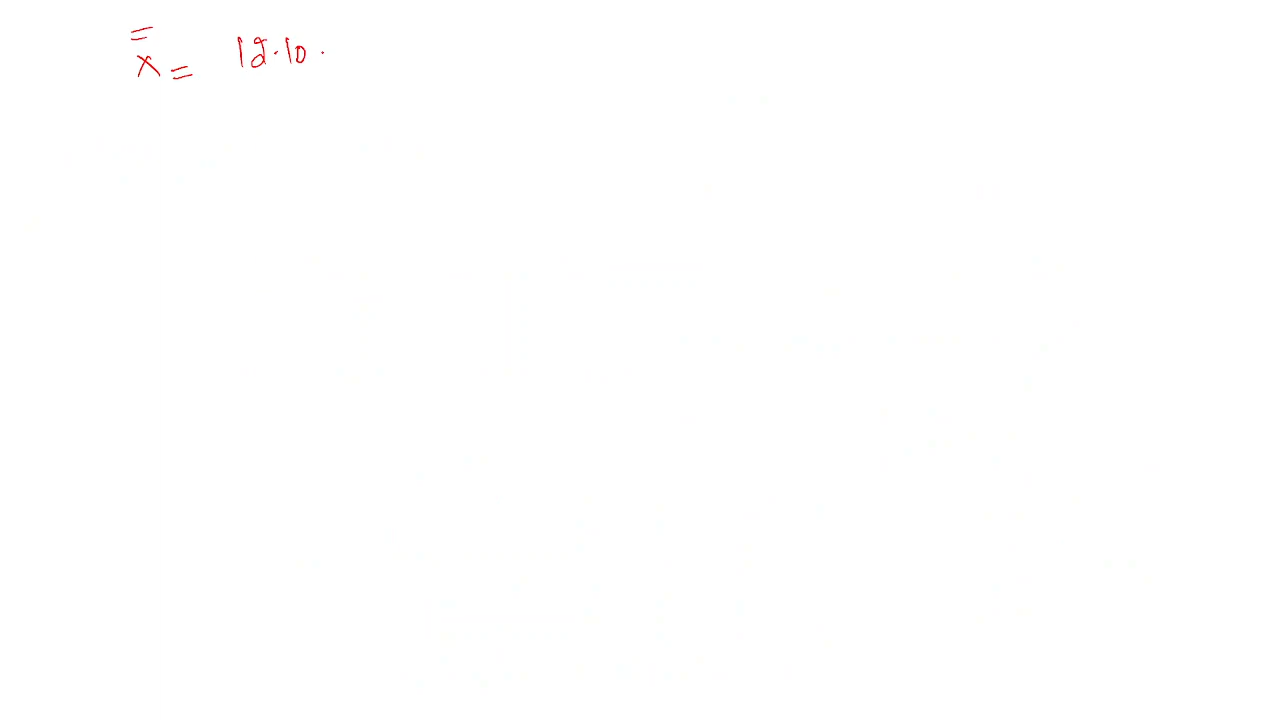 x̿ = 12.10.